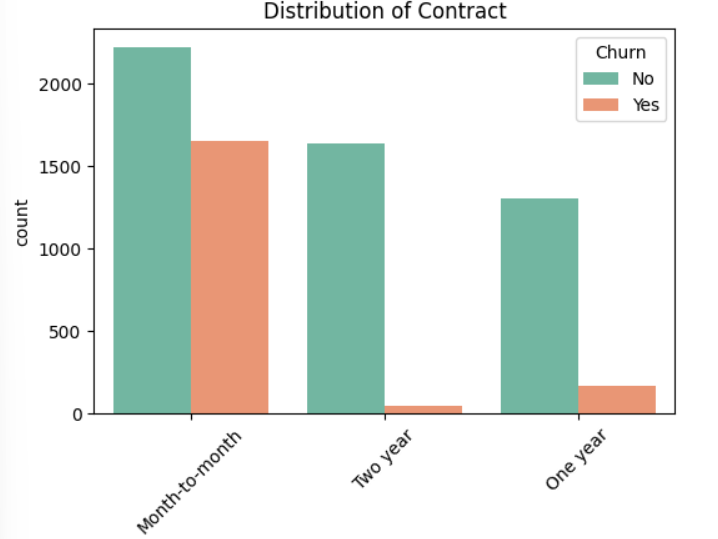 Distribution of Contract
Churn
No
Yes
2000
1500
1000
500
0
count
Month-to-month
Two year
One year